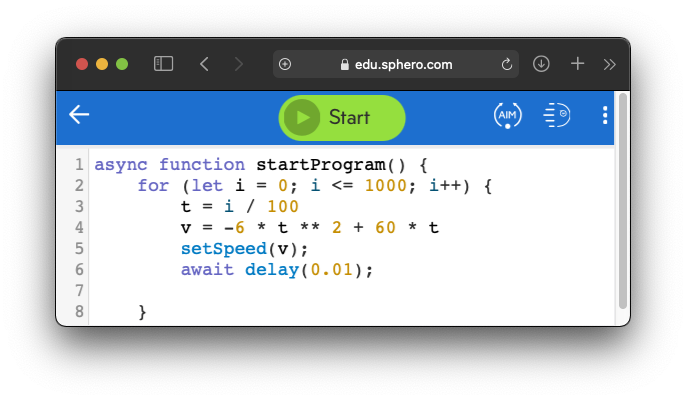 edu.sphero.com
Start
AIM
1 async function startProgram() {
2     for (let i = 0; i <= 1000; i++) {
3         t = i / 100
4         v = -6 * t ** 2 + 60 * t
5         setSpeed(v);
6         await delay(0.01);
7
8     }